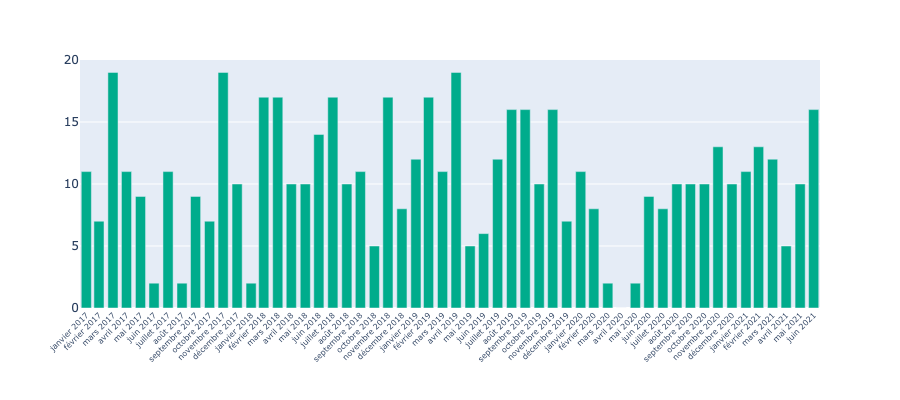 20
15
10
5
0
janvier 2017
février 2017
mars 2017
avril 2017
mai 2017
juin 2017
juillet 2017
août 2017
septembre 2017
octobre 2017
novembre 2017
décembre 2017
janvier 2018
février 2018
mars 2018
avril 2018
mai 2018
juin 2018
juillet 2018
août 2018
septembre 2018
octobre 2018
novembre 2018
décembre 2018
janvier 2019
février 2019
mars 2019
avril 2019
mai 2019
juin 2019
juillet 2019
août 2019
septembre 2019
octobre 2019
novembre 2019
décembre 2019
janvier 2020
février 2020
mars 2020
avril 2020
mai 2020
juin 2020
juillet 2020
août 2020
septembre 2020
octobre 2020
novembre 2020
décembre 2020
janvier 2021
février 2021
mars 2021
avril 2021
mai 2021
juin 2021